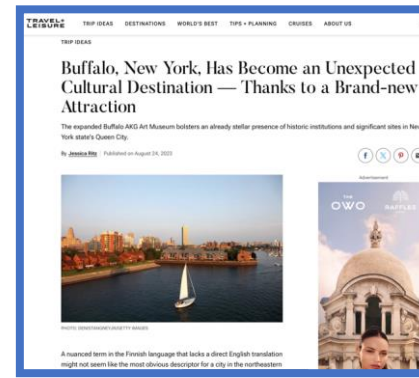 TRAVEL+
LEISURE
TRIP IDEAS DESTINATIONS WORLD'S BEST TIPS + PLANNING CRUISES ABOUT US
TRIP IDEAS
Buffalo, New York, Has Become an Unexpected
Cultural Destination — Thanks to a Brand-new
Attraction
The expanded Buffalo AKG Art Museum bolsters an already stellar presence of historic institutions and significant sites in New
York state's Queen City.
By Jessica Ritz Published on August 24, 2023
Advertisement
THE
OWO
RAFFLES
PHOTO: DENISTANGNEYJR/GETTY IMAGES
A nuanced term in the Finnish language that lacks a direct English translation
might not seem like the most obvious descriptor for a city in the northeastern